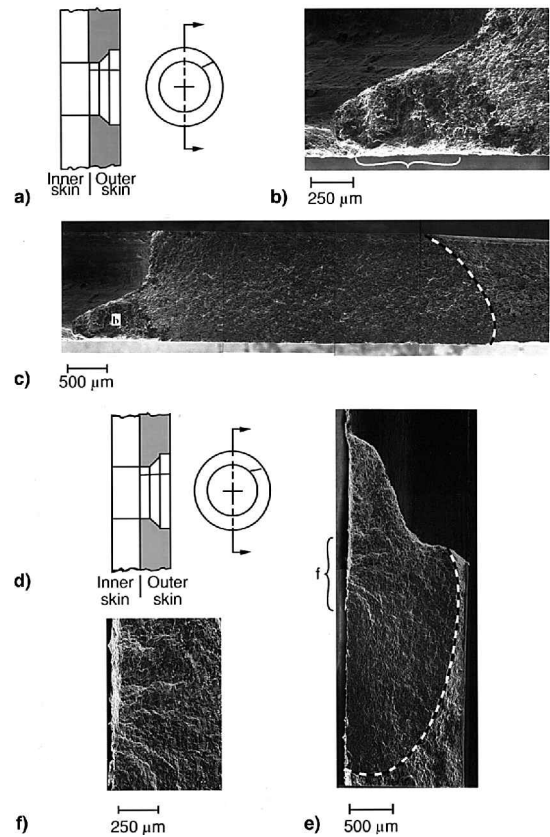 a)
Inner | Outer
skin | skin
b)
250 µm
b
c)
500 µm
d)
Inner | Outer
skin | skin
f
f)
250 µm
e)
500 µm